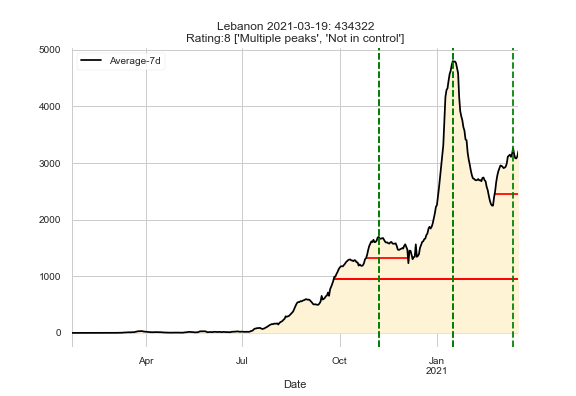 Lebanon 2021-03-19: 434322
Rating:8 ['Multiple peaks', 'Not in control']
Average-7d
5000
4000
3000
2000
1000
0
Apr
Jul
Oct
Jan
2021
Date